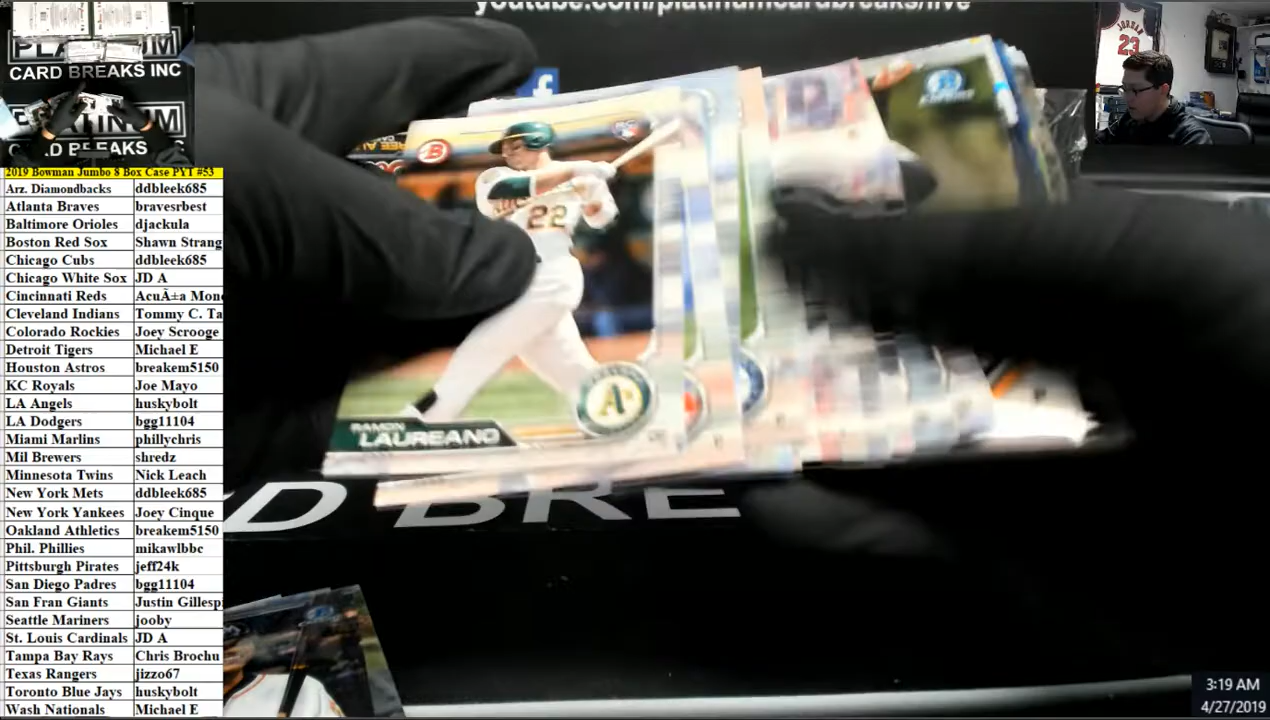 youtube.com/platinumcardbreaks/live
PLATINUM
CARD BREAKS INC
PLATINUM
CARD BREAKS
JORDAN
23
2019 Bowman Jumbo 8 Box Case PYT #53
Arz. Diamondbacks ddbleek685
Atlanta Braves bravesrbest
Baltimore Orioles djackula
Boston Red Sox Shawn Strang
Chicago Cubs ddbleek685
Chicago White Sox JD A
Cincinnati Reds AcuÃ±a Mon
Cleveland Indians Tommy C. Ta
Colorado Rockies Joey Scrooge
Detroit Tigers Michael E
Houston Astros breakem5150
KC Royals Joe Mayo
LA Angels huskybolt
LA Dodgers bgg11104
Miami Marlins phillychris
Mil Brewers shredz
Minnesota Twins Nick Leach
New York Mets ddbleek685
New York Yankees Joey Cinque
Oakland Athletics breakem5150
Phil. Phillies mikawlbbc
Pittsburgh Pirates jeff24k
San Diego Padres bgg11104
San Fran Giants Justin Gillesp
Seattle Mariners jooby
St. Louis Cardinals JD A
Tampa Bay Rays Chris Brochu
Texas Rangers jizzo67
Toronto Blue Jays huskybolt
Wash Nationals Michael E
f
B
22
A's
RAMON
LAUREANO
D BRE
3:19 AM
4/27/2019